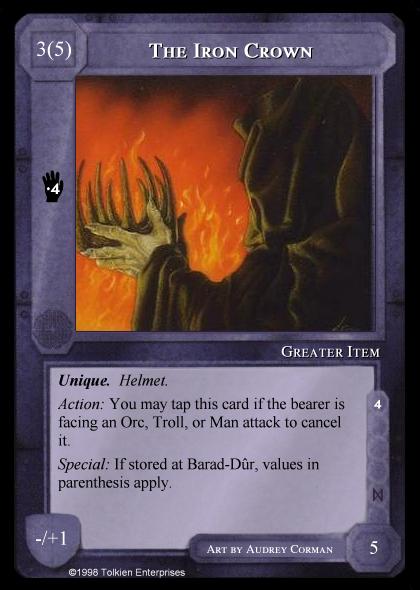 3(5)
The Iron Crown
4
Greater Item
Unique. Helmet.
Action: You may tap this card if the bearer is
facing an Orc, Troll, or Man attack to cancel
it.
4
Special: If stored at Barad-Dûr, values in
parenthesis apply.
-/+1
Art by Audrey Corman
5
©1998 Tolkien Enterprises